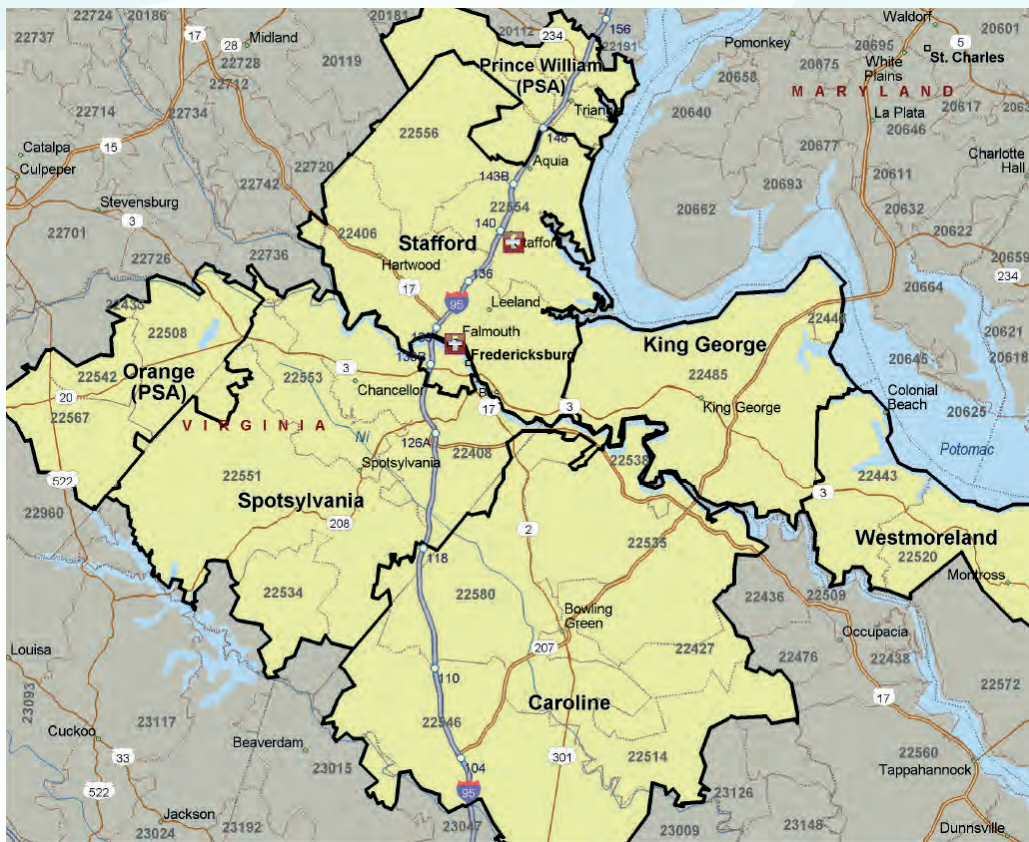 22724
20186
20181
156
Waldorf
20601
22737
17
Midland
20112
234
22191
Pomonkey
20695
5
28
22728
20119
Prince William
(PSA)
White
Plains
20675
St. Charles
22712
20658
MARYLAND
22714
22734
22556
Triangle
20640
La Plata
20617
20646
148
Catalpa
15
22720
Aquia
20677
Charlotte
Hall
Culpeper
22742
143B
20611
Stevensburg
22554
20693
20662
20632
3
22701
22406
140
Stafford
Stafford
20622
22726
22736
Hartwood
136
20659
234
17
20664
95
Leeland
22433
22508
Falmouth
20621
22448
King George
20645
20618
Fredericksburg
22542
Orange
(PSA)
22553
3
Chancellor
22485
20
Colonial
Beach
22567
17
3
King George
20625
VIRGINIA
Ni
126A
22408
Potomac
Spotsylvania
22538
22443
522
22551
Spotsylvania
3
22960
208
2
22535
Westmoreland
22520
118
Montross
22534
22580
22436
22509
Bowling
Green
Occupacia
Louisa
207
22427
22476
22438
110
22572
23093
Caroline
17
23117
22546
Cuckoo
Beaverdam
301
22514
22560
33
23015
104
Tappahannock
522
95
23126
Jackson
23024
23192
23047
23009
23148
Dunnsville